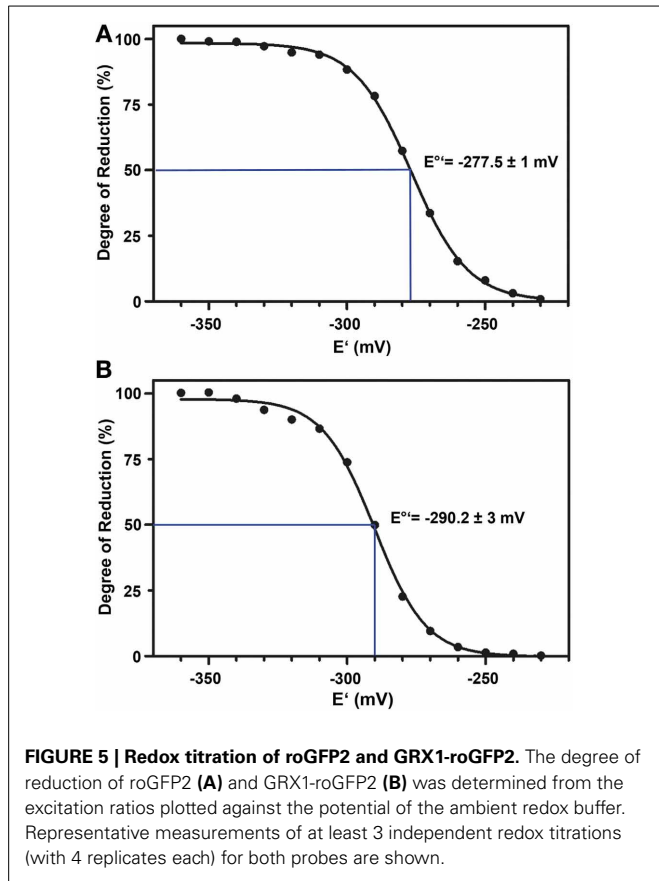 A
100
75
50
25
0
Degree of Reduction (%)
E°‘= -277.5 ± 1 mV
-350
-300
-250
E‘ (mV)
B
100
75
50
25
0
Degree of Reduction (%)
E°‘= -290.2 ± 3 mV
-350
-300
-250
E‘ (mV)
FIGURE 5 | Redox titration of roGFP2 and GRX1-roGFP2. The degree of
reduction of roGFP2 (A) and GRX1-roGFP2 (B) was determined from the
excitation ratios plotted against the potential of the ambient redox buffer.
Representative measurements of at least 3 independent redox titrations
(with 4 replicates each) for both probes are shown.